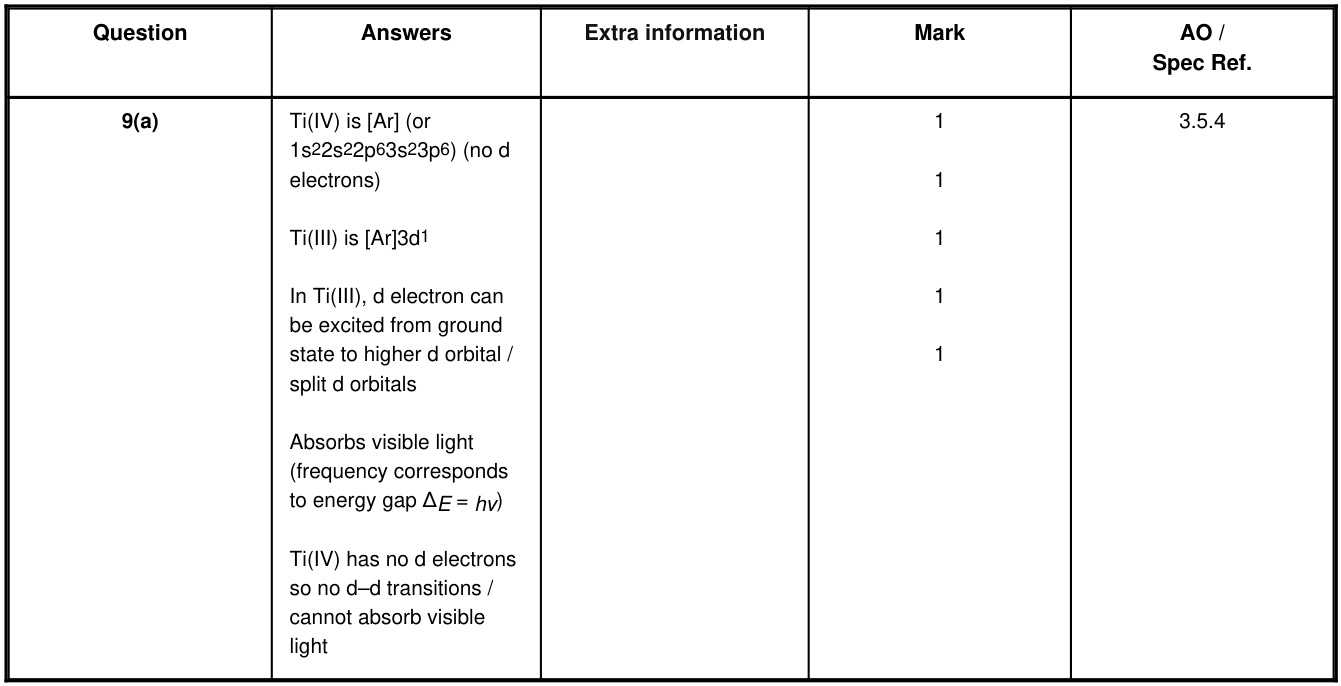 Question Answers Extra information Mark AO /
Spec Ref.
9(a) Ti(IV) is [Ar] (or 1 3.5.4
1s22s22p63s23p6) (no d
electrons) 1
Ti(III) is [Ar]3d1 1
In Ti(III), d electron can 1
be excited from ground
state to higher d orbital / 1
split d orbitals
Absorbs visible light
(frequency corresponds
to energy gap ΔE = hv)
Ti(IV) has no d electrons
so no d–d transitions /
cannot absorb visible
light